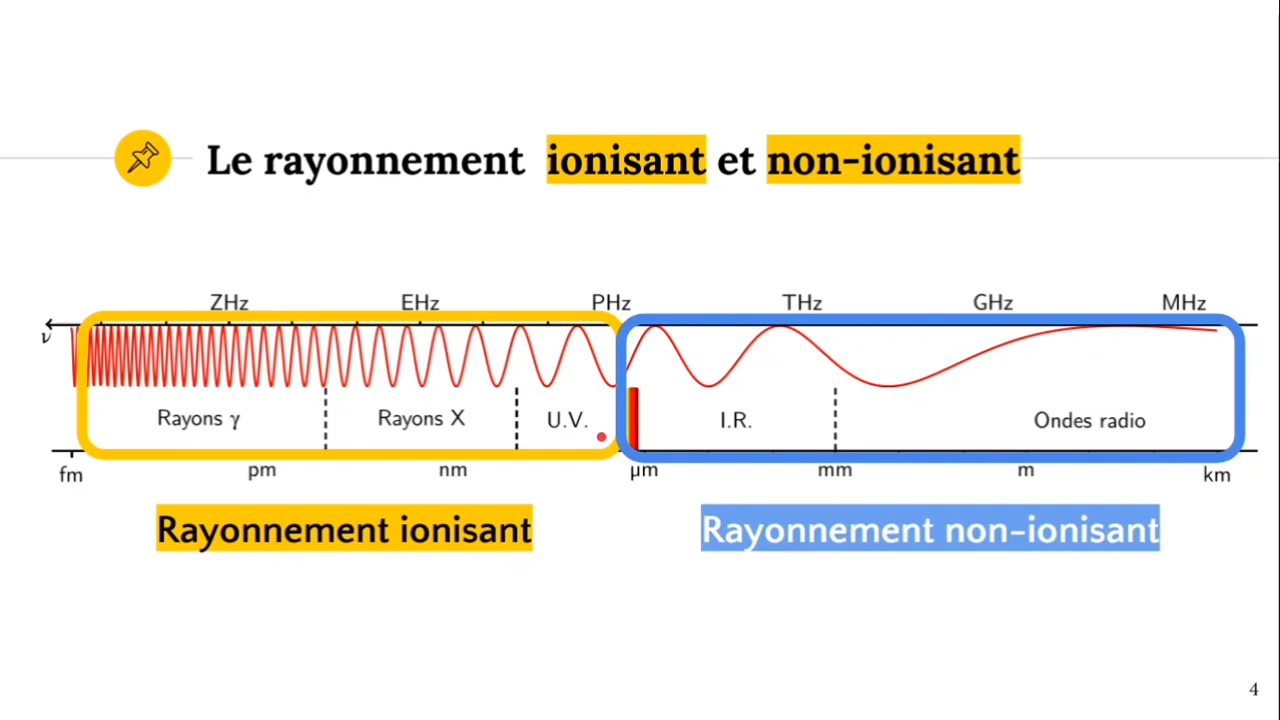 Le rayonnement ionisant et non-ionisant
ZHz EHz PHz THz GHz MHz
ν
Rayons γ Rayons X U.V. I.R. Ondes radio
fm pm nm μm mm m km
Rayonnement ionisant Rayonnement non-ionisant
4